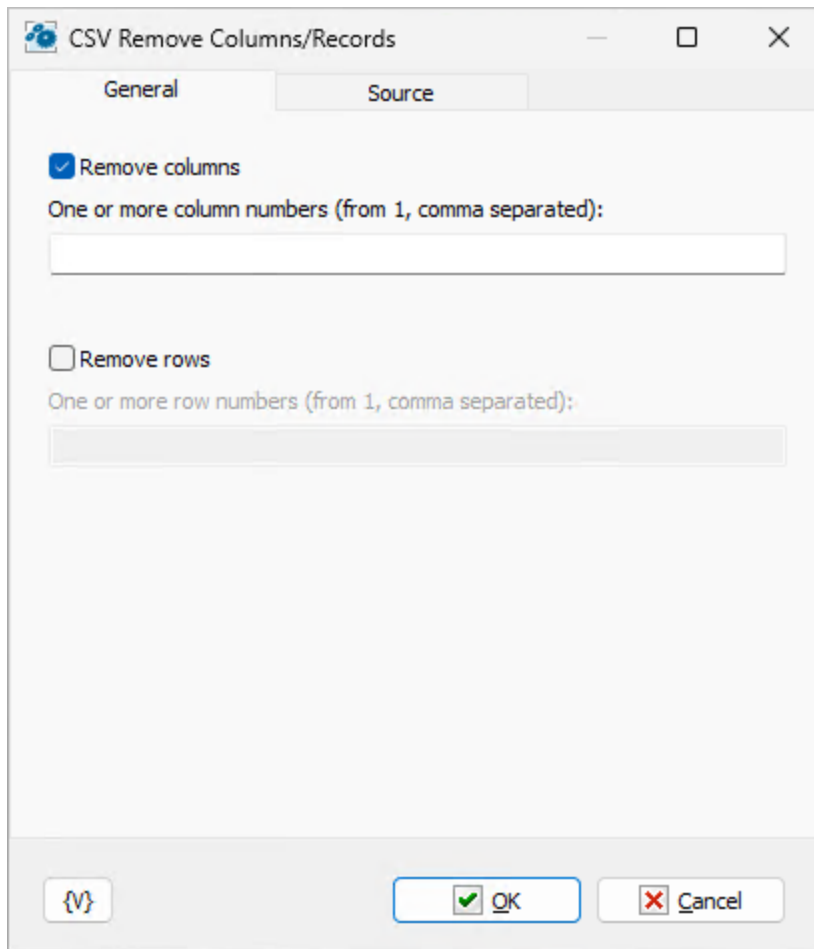 CSV Remove Columns/Records
General Source
Remove columns
One or more column numbers (from 1, comma separated):
Remove rows
One or more row numbers (from 1, comma separated):
{V} OK Cancel